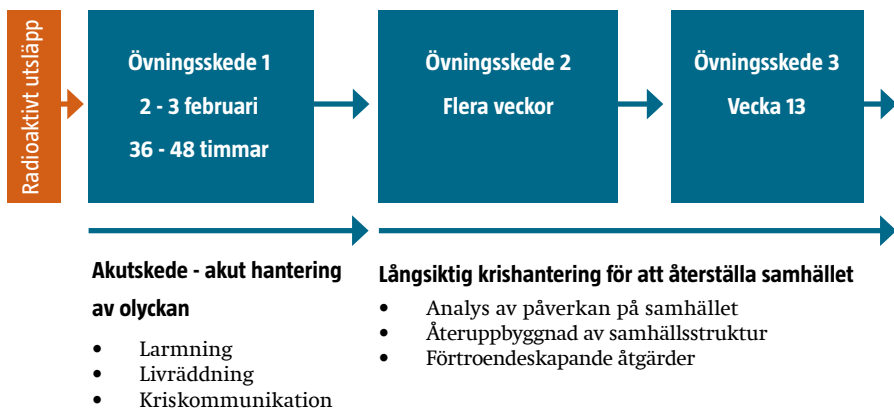 Radioaktivt utsläpp
Övningsskede 1
2 - 3 februari
36 - 48 timmar
Övningsskede 2
Flera veckor
Övningsskede 3
Vecka 13
Akutskede - akut hantering
av olyckan
• Larmning
• Livräddning
• Kriskommunikation
Långsiktig krishantering för att återställa samhället
• Analys av påverkan på samhället
• Återuppbyggnad av samhällsstruktur
• Förtroendeskapande åtgärder